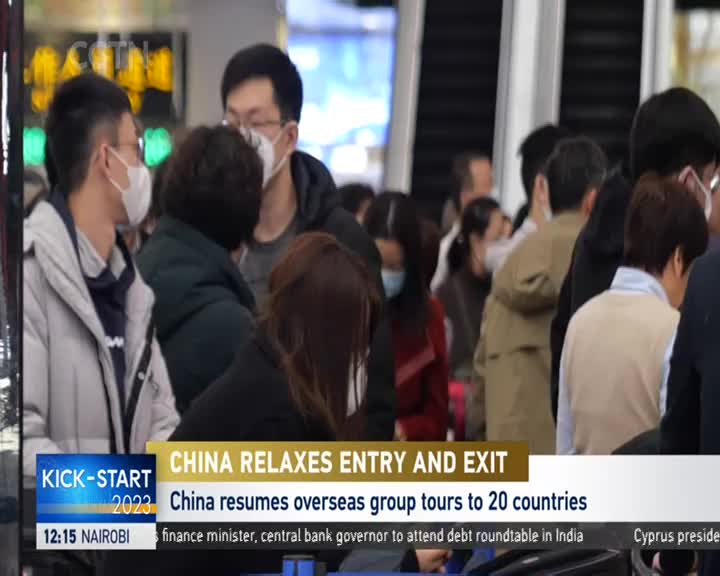 CGTN
CHINA RELAXES ENTRY AND EXIT
KICK-START
2023
China resumes overseas group tours to 20 countries
12:15 NAIROBI
s finance minister, central bank governor to attend debt roundtable in India Cyprus preside